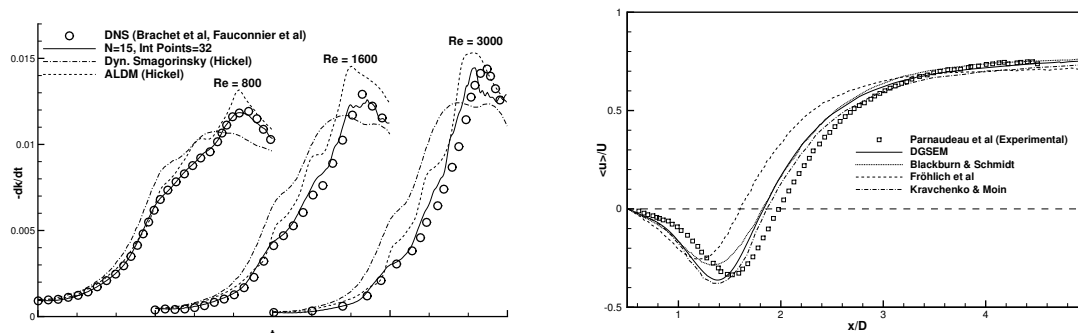 DNS (Brachet et al, Fauconnier et al)
N=15, Int Points=32
Dyn. Smagorinsky (Hickel)
ALDM (Hickel)
Re = 800
Re = 1600
Re = 3000
-dk/dt
0.015
0.01
0.005
0
<u>/U
1
0.5
0
-0.5
Parnaudeau et al (Experimental)
DGSEM
Blackburn & Schmidt
Fröhlich et al
Kravchenko & Moin
1 2 3 4
x/D